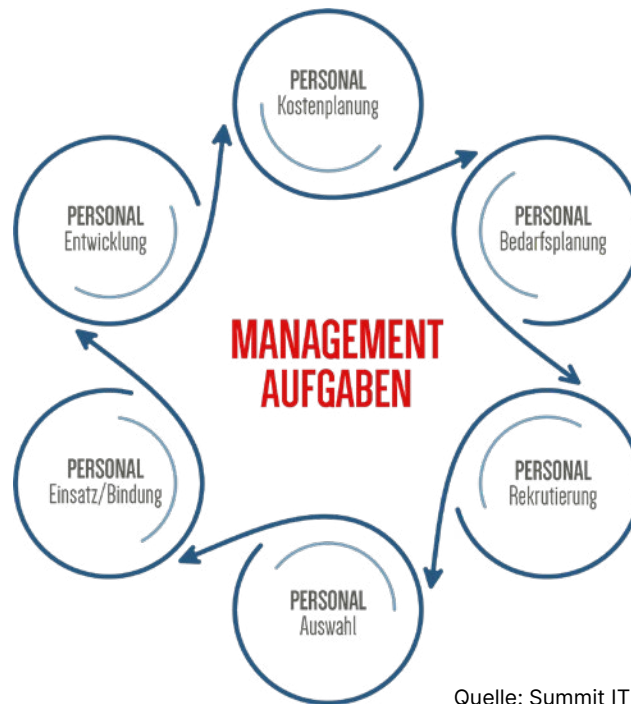 PERSONAL
Kostenplanung
PERSONAL
Bedarfsplanung
PERSONAL
Rekrutierung
PERSONAL
Auswahl
PERSONAL
Einsatz/Bindung
PERSONAL
Entwicklung
MANAGEMENT
AUFGABEN
Quelle: Summit IT